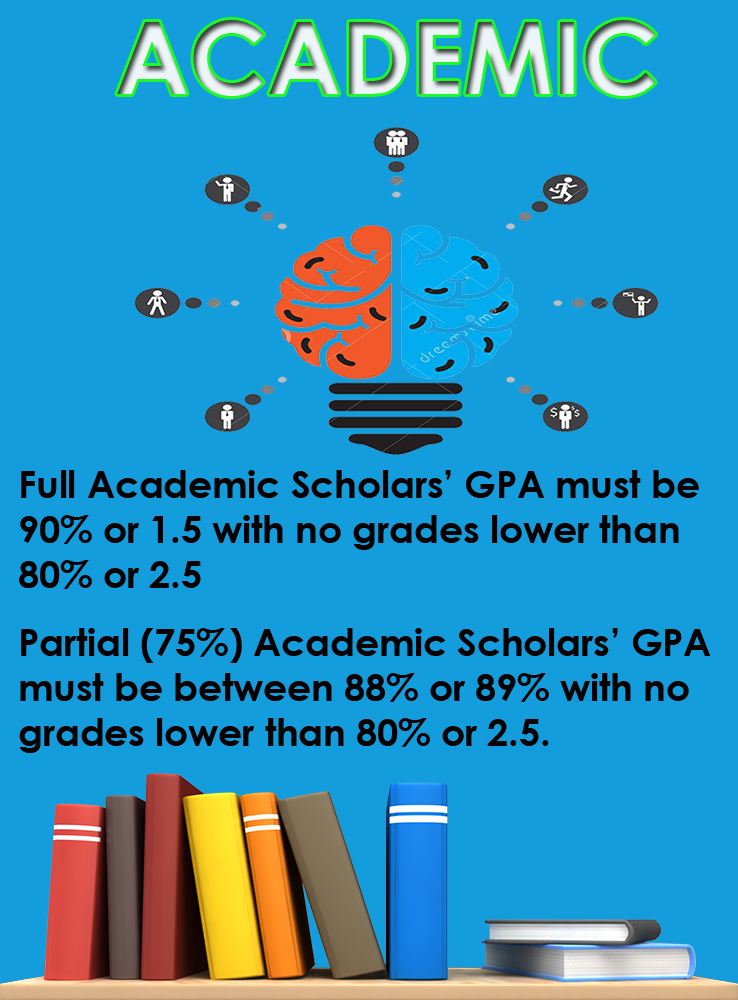 ACADEMIC
Full Academic Scholars’ GPA must be
90% or 1.5 with no grades lower than
80% or 2.5
Partial (75%) Academic Scholars’ GPA
must be between 88% or 89% with no
grades lower than 80% or 2.5.